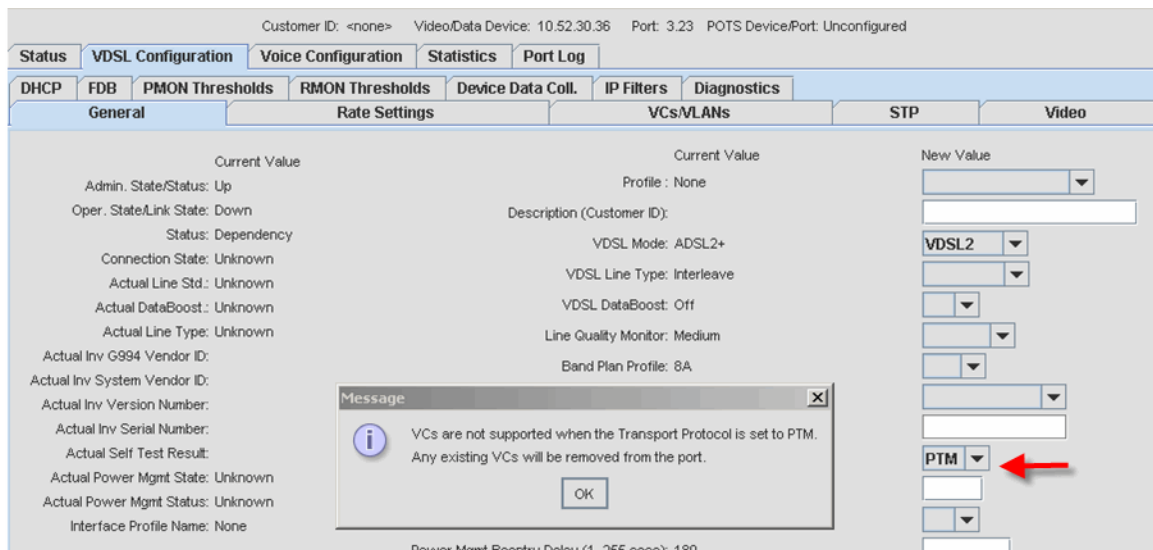 Customer ID: <none> Video/Data Device: 10.52.30.36 Port: 3.23 POTS Device/Port: Unconfigured
Status VDSL Configuration Voice Configuration Statistics Port Log
DHCP FDB PMON Thresholds RMON Thresholds Device Data Coll. IP Filters Diagnostics
General Rate Settings VCs/VLANs STP Video
Current Value Current Value New Value
Admin. State/Status: Up Profile : None
Oper. State/Link State: Down Description (Customer ID):
Status: Dependency VDSL Mode: ADSL2+ VDSL2
Connection State: Unknown VDSL Line Type: Interleave
Actual Line Std.: Unknown
Actual DataBoost.: Unknown VDSL DataBoost: Off
Actual Line Type: Unknown Line Quality Monitor: Medium
Actual Inv G994 Vendor ID: Band Plan Profile: 8A
Actual Inv System Vendor ID:
Actual Inv Version Number:
Actual Inv Serial Number:
Actual Self Test Result: PTM
Actual Power Mgmt State: Unknown
Actual Power Mgmt Status: Unknown
Interface Profile Name: None
Message
VCs are not supported when the Transport Protocol is set to PTM.
Any existing VCs will be removed from the port.
OK
Power Mgmt Reentry Delay (1..255 secs): 180